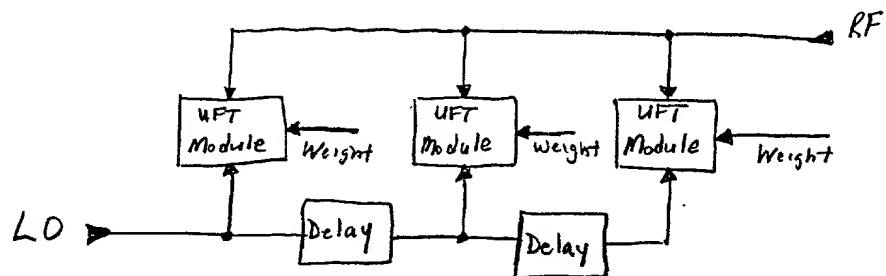 RF
UFT
Module
Weight
UFT
Module
Weight
UFT
Module
Weight
LO
Delay
Delay